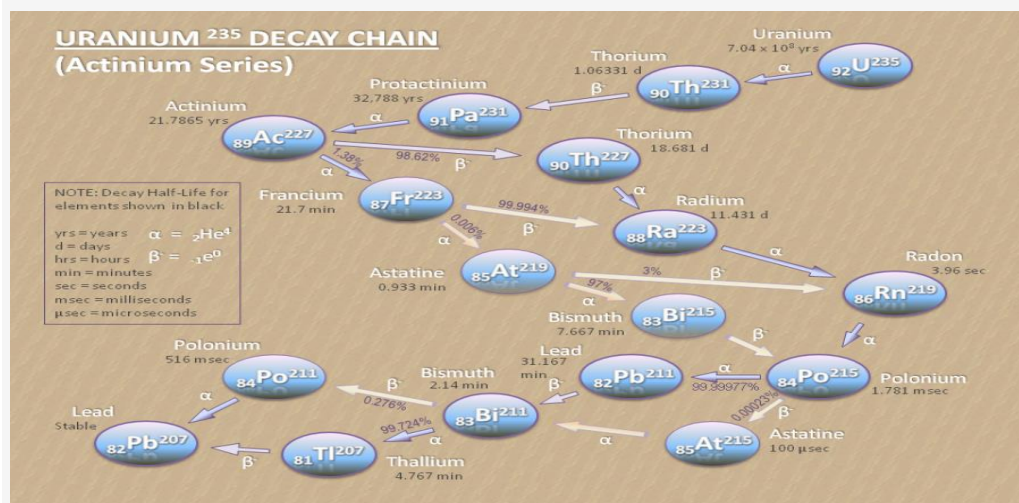 URANIUM ²³⁵ DECAY CHAIN
(Actinium Series)
Uranium
7.04 x 10⁸ yrs
₉₂U²³⁵
α
Thorium
1.06331 d
₉₀Th²³¹
β⁻
Protactinium
32.788 yrs
₉₁Pa²³¹
α
Actinium
21.7865 yrs
₈₉Ac²²⁷
1.38%
α
98.62%
β⁻
Thorium
18.681 d
₉₀Th²²⁷
α
Francium
21.7 min
₈₇Fr²²³
99.994%
β⁻
0.006%
α
Radium
11.431 d
₈₈Ra²²³
α
Astatine
0.933 min
₈₅At²¹⁹
3%
β⁻
97%
α
Radon
3.96 sec
₈₆Rn²¹⁹
α
Bismuth
7.667 min
₈₃Bi²¹⁵
β⁻
NOTE: Decay Half-Life for
elements shown in black
yrs = years α = ₂He⁴
d = days
hrs = hours β⁻ = ₋₁e⁰
min = minutes
sec = seconds
msec = milliseconds
μsec = microseconds
Polonium
1.781 msec
₈₄Po²¹⁵
α
99.99977%
0.00023%
β⁻
Lead
31.167
min
₈₂Pb²¹¹
β⁻
Astatine
100 μsec
₈₅At²¹⁵
α
Bismuth
2.14 min
₈₃Bi²¹¹
β⁻
0.276%
99.724%
α
Polonium
516 msec
₈₄Po²¹¹
α
Thallium
4.767 min
₈₁Tl²⁰⁷
β⁻
Lead
Stable
₈₂Pb²⁰⁷